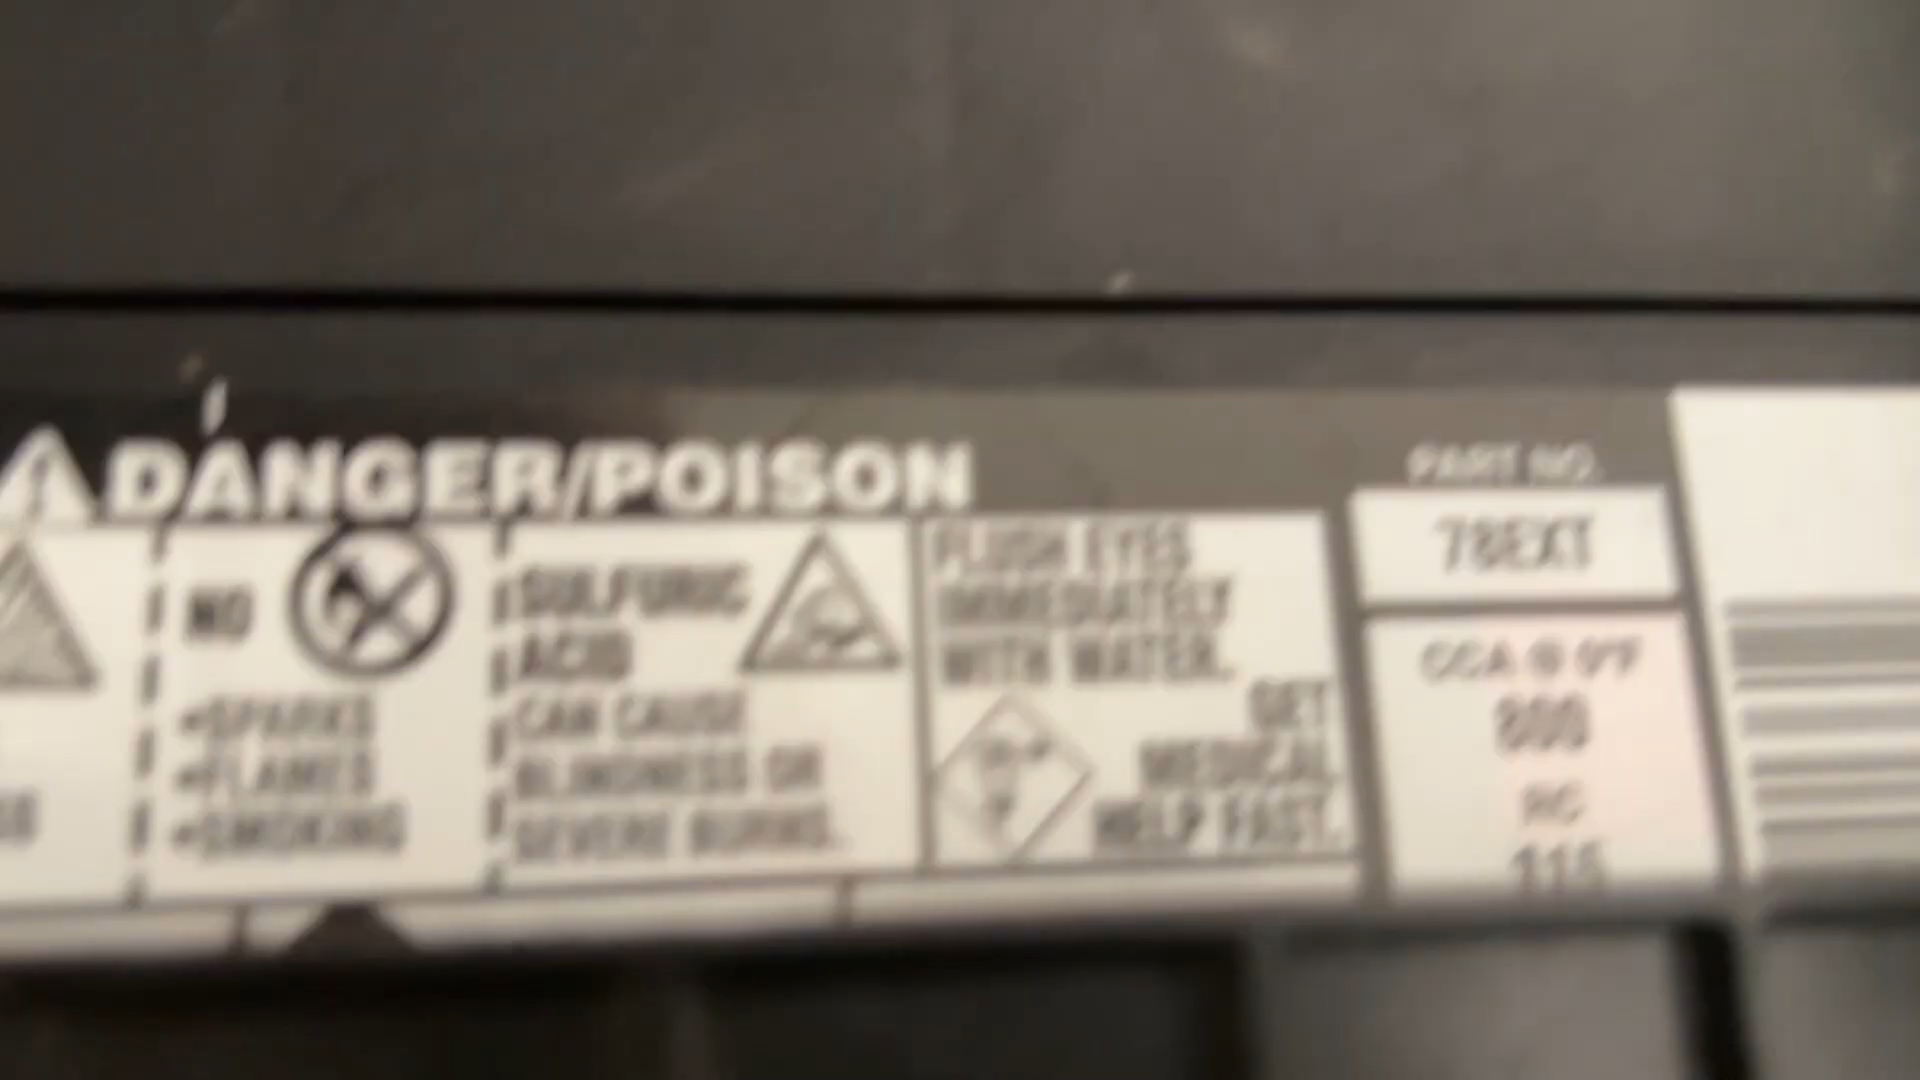 DANGER/POISON
NO
•SPARKS
•FLAMES
•SMOKING
SULFURIC
ACID
CAN CAUSE
BLINDNESS OR
SEVERE BURNS.
FLUSH EYES
IMMEDIATELY
WITH WATER.
GET
MEDICAL
HELP FAST.
PART NO.
78EXT
CCA @ 0°F
800
RC
115